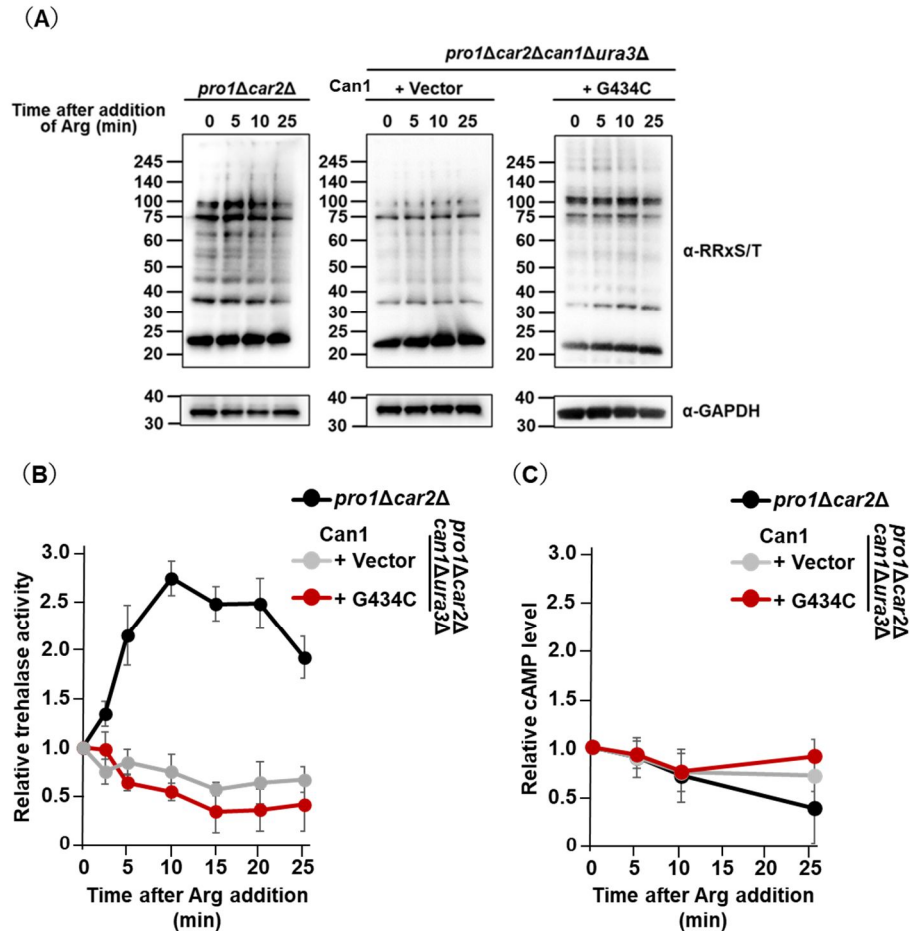 (A)
pro1Δcar2Δcan1Δura3Δ
pro1Δcar2Δ
Can1
+ Vector
+ G434C
Time after addition
of Arg (min)
0 5 10 25
0 5 10 25
0 5 10 25
245
140
100
75
60
50
40
30
25
20
245
140
100
75
60
50
40
30
25
20
245
140
100
75
60
50
40
30
25
20
α-RRxS/T
40
30
40
30
40
30
α-GAPDH
(B)
pro1Δcar2Δ
Can1
+ Vector
+ G434C
pro1Δcar2Δ
can1Δura3Δ
Relative trehalase activity
3.0
2.5
2.0
1.5
1.0
0.5
0
0 5 10 15 20 25
Time after Arg addition
(min)
(C)
pro1Δcar2Δ
Can1
+ Vector
+ G434C
pro1Δcar2Δ
can1Δura3Δ
Relative cAMP level
3.0
2.5
2.0
1.5
1.0
0.5
0
0 5 10 15 20 25
Time after Arg addition
(min)